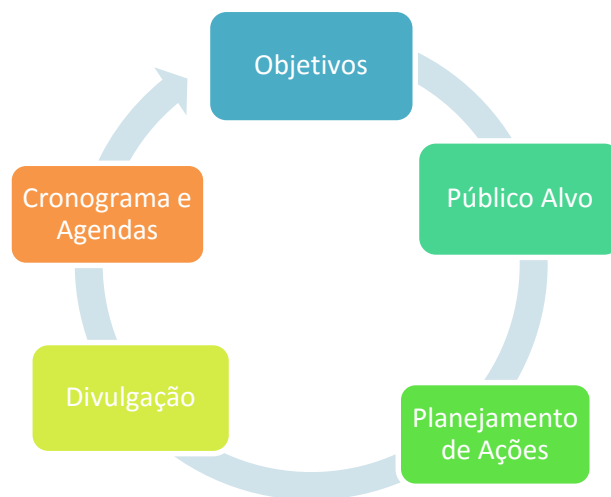 Objetivos
Público Alvo
Planejamento
de Ações
Divulgação
Cronograma e
Agendas